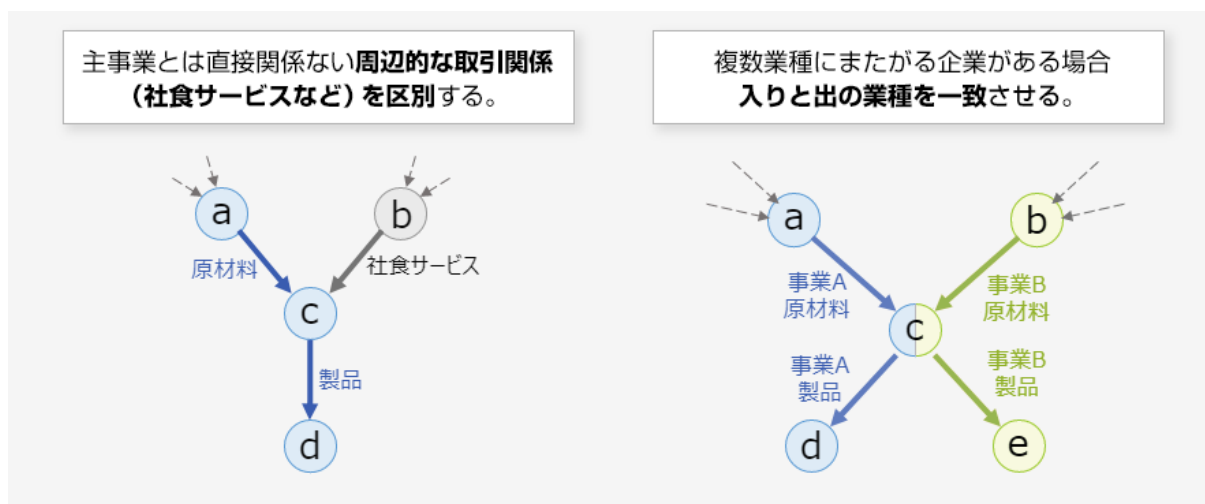 主事業とは直接関係ない周辺的な取引関係
（社食サービスなど）を区別する。
a
b
原材料
社食サービス
c
製品
d
複数業種にまたがる企業がある場合
入りと出の業種を一致させる。
a
b
事業A
原材料
事業B
原材料
c
事業A
製品
事業B
製品
d
e